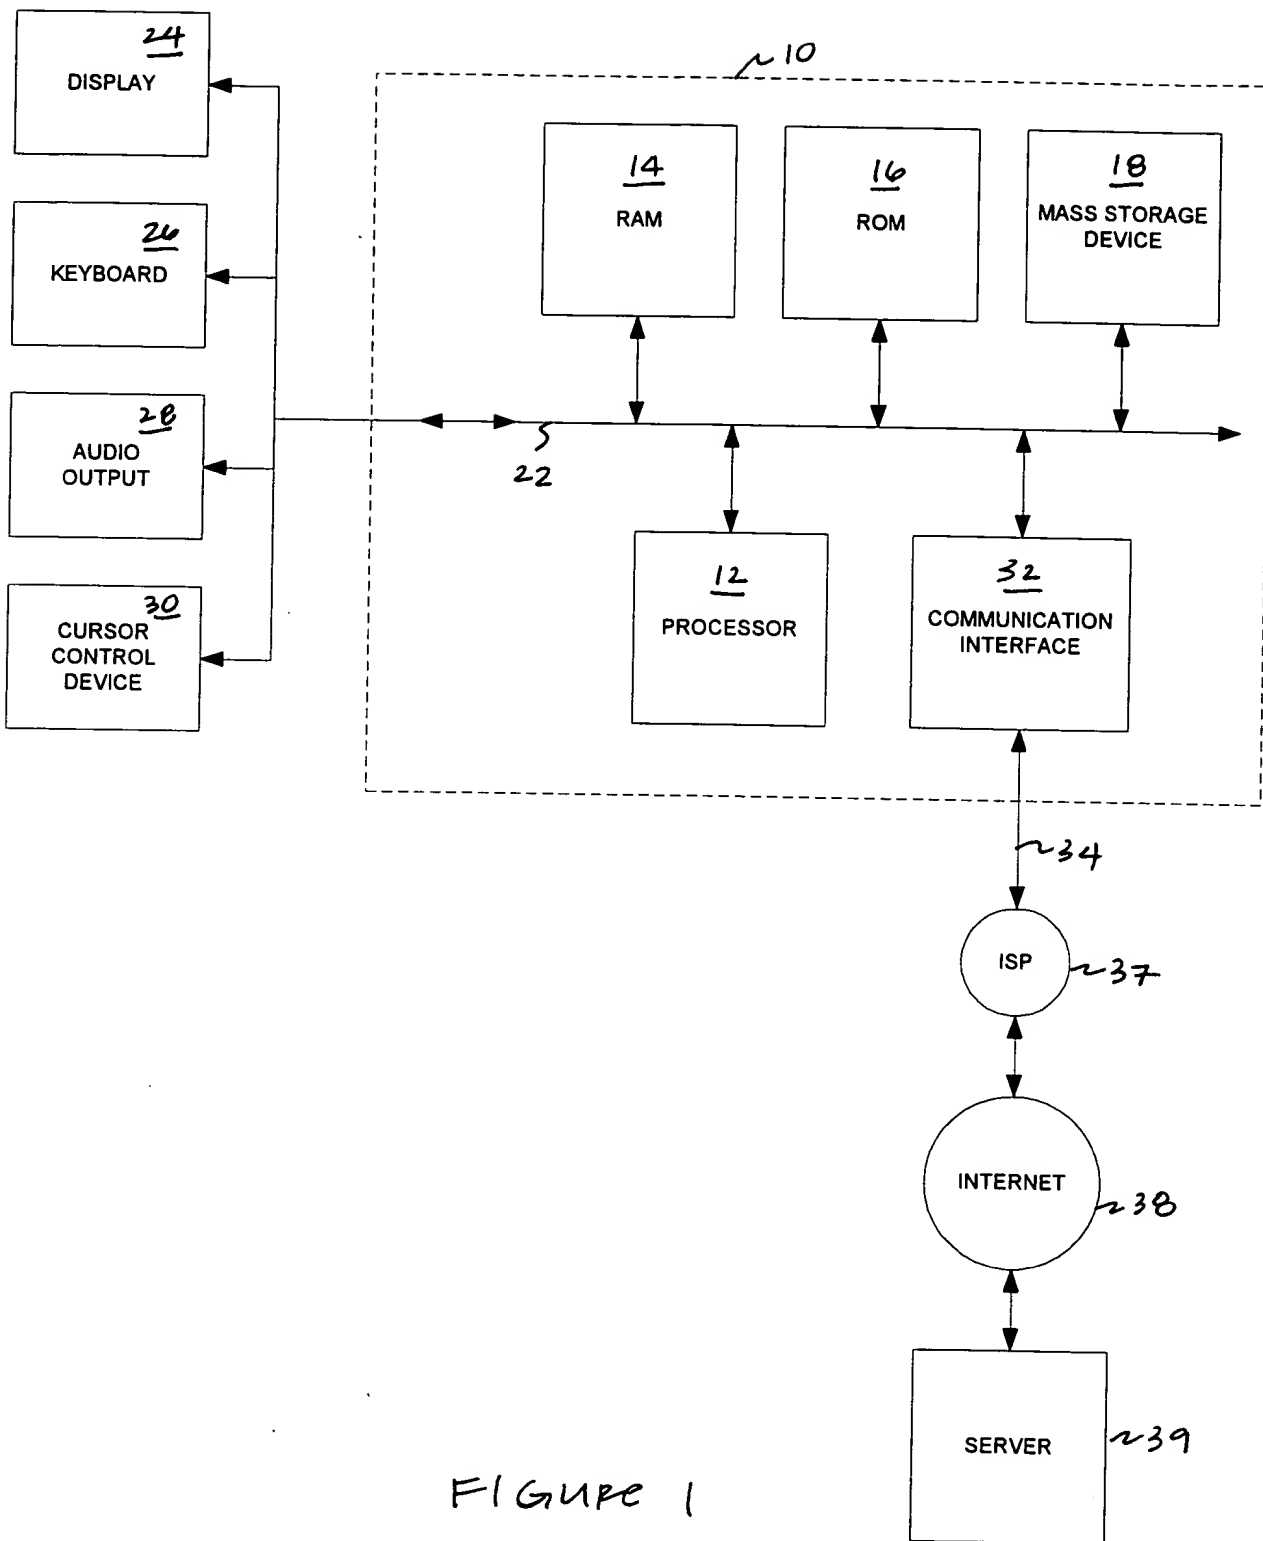 10
24
DISPLAY
26
KEYBOARD
28
AUDIO
OUTPUT
30
CURSOR
CONTROL
DEVICE
14
RAM
16
ROM
18
MASS STORAGE
DEVICE
22
12
PROCESSOR
32
COMMUNICATION
INTERFACE
34
ISP
37
INTERNET
38
SERVER
39
FIGURE 1